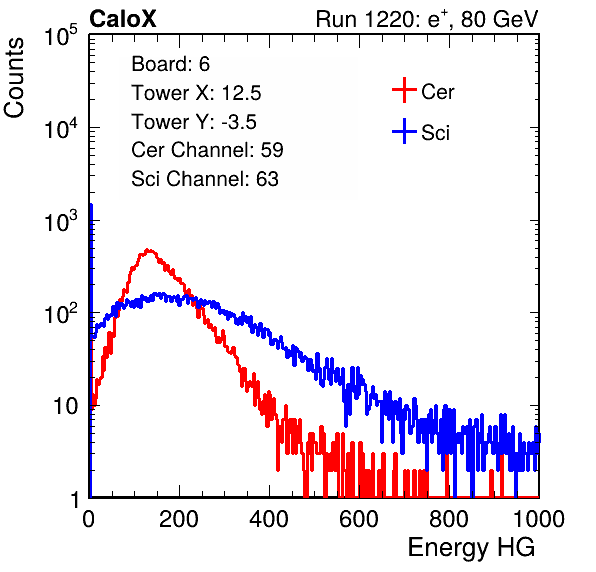 CaloX Run 1220: e+, 80 GeV
Board: 6
Tower X: 12.5
Tower Y: -3.5
Cer Channel: 59
Sci Channel: 63
Cer
Sci
Counts
10^5
10^4
10^3
10^2
10
1
0 200 400 600 800 1000
Energy HG